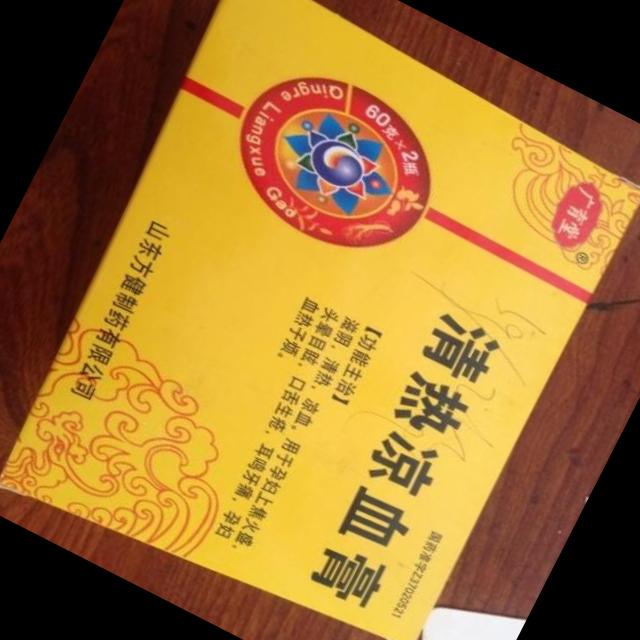 广育堂®
清热凉血膏
国药准字Z37020521
60克×2瓶
Qingre Liangxue Gao
【功能主治】
滋阴,清热,凉血。用于孕妇上焦火盛,
头晕目眩,口舌生疮,耳鸣牙痛,孕妇
血热子烦。
山东方健制药有限公司